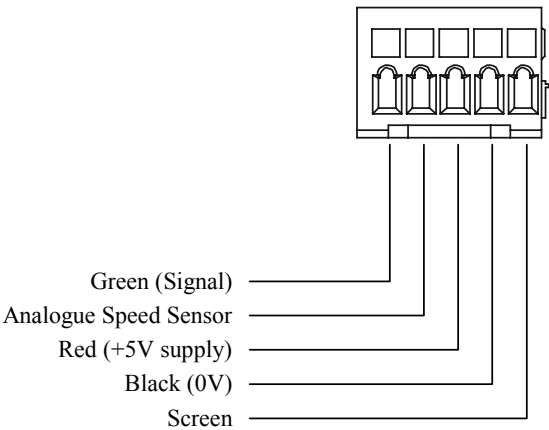 Green (Signal)
Analogue Speed Sensor
Red (+5V supply)
Black (0V)
Screen